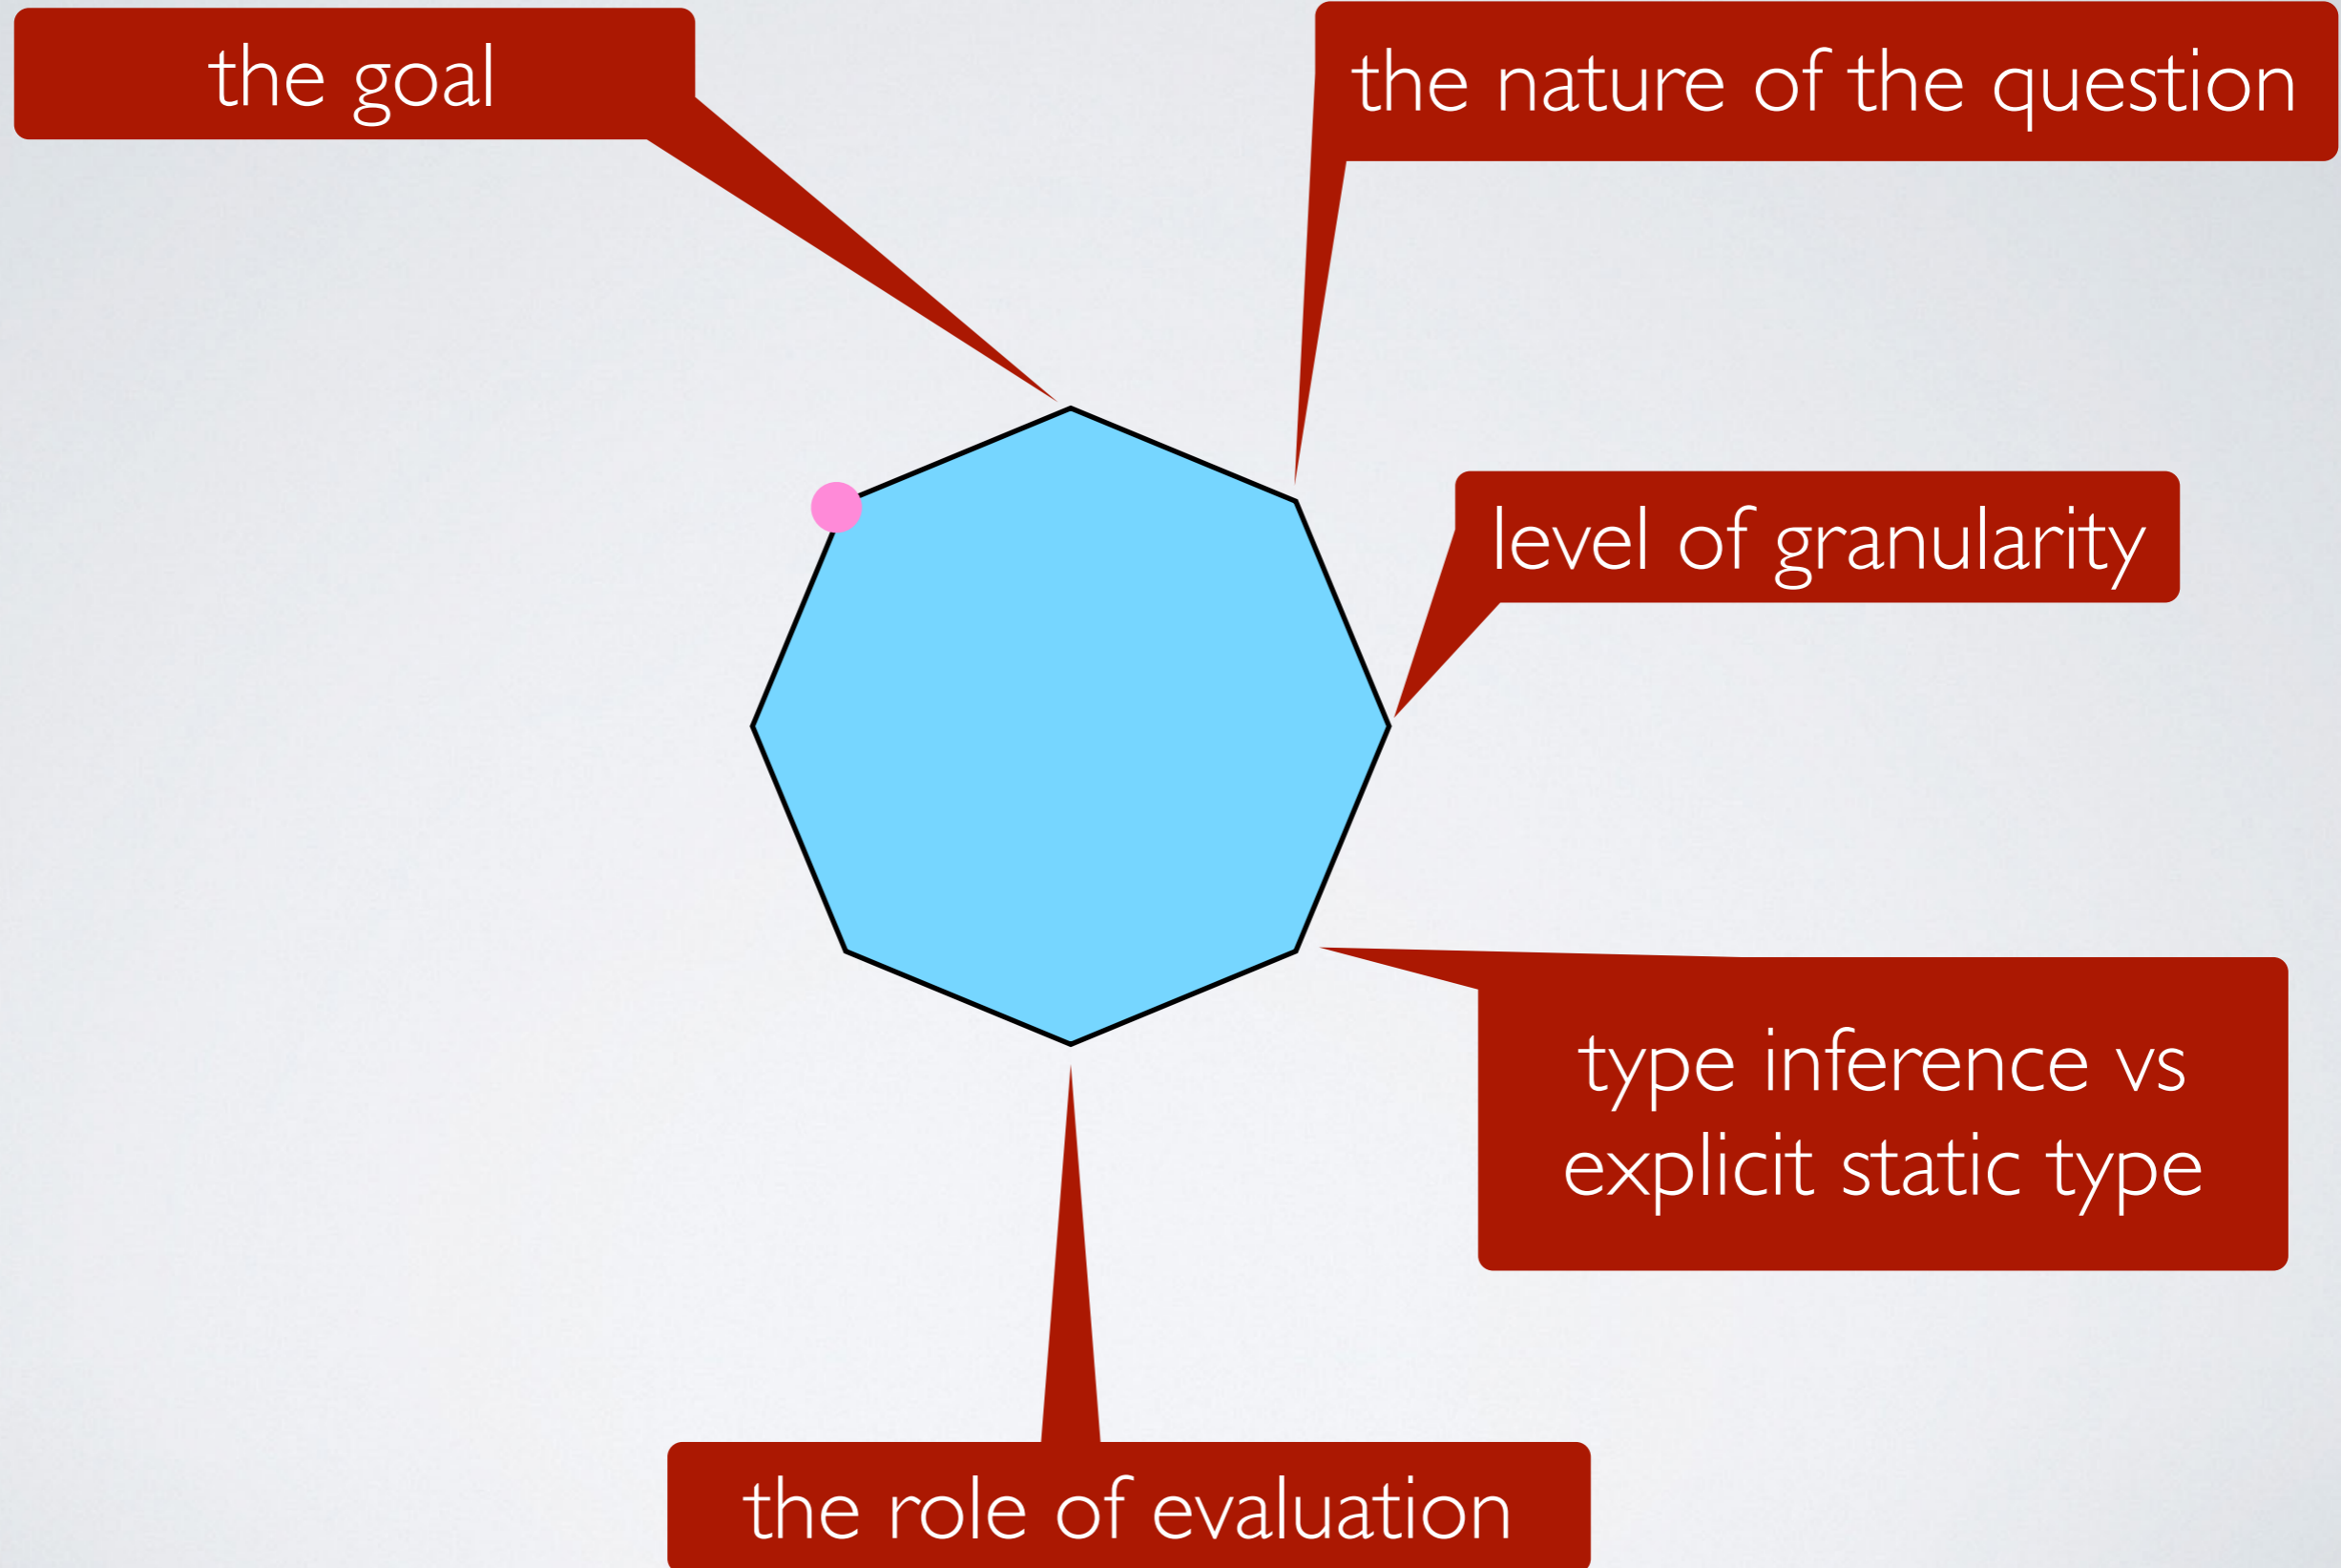 the goal
the nature of the question
level of granularity
type inference vs
explicit static type
the role of evaluation